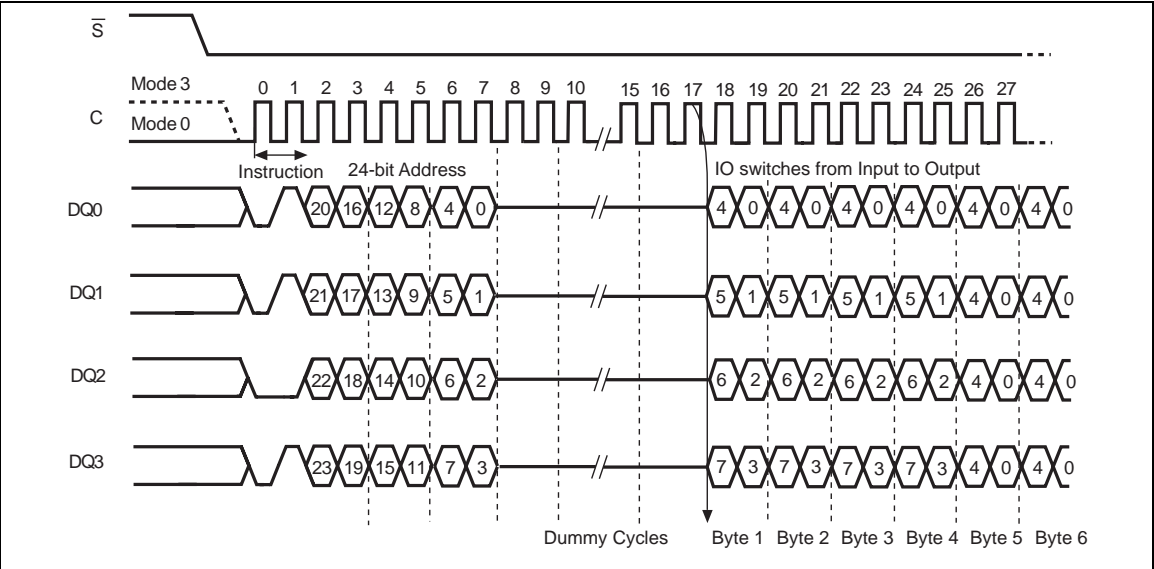 S
Mode 3
0 1 2 3 4 5 6 7 8 9 10 15 16 17 18 19 20 21 22 23 24 25 26 27
C
Mode 0
Instruction 24-bit Address IO switches from Input to Output
DQ0 20 16 12 8 4 0 4 0 4 0 4 0 4 0 4 0 4 0
DQ1 21 17 13 9 5 1 5 1 5 1 5 1 5 1 4 0 4 0
DQ2 22 18 14 10 6 2 6 2 6 2 6 2 6 2 4 0 4 0
DQ3 23 19 15 11 7 3 7 3 7 3 7 3 7 3 4 0 4 0
Dummy Cycles Byte 1 Byte 2 Byte 3 Byte 4 Byte 5 Byte 6